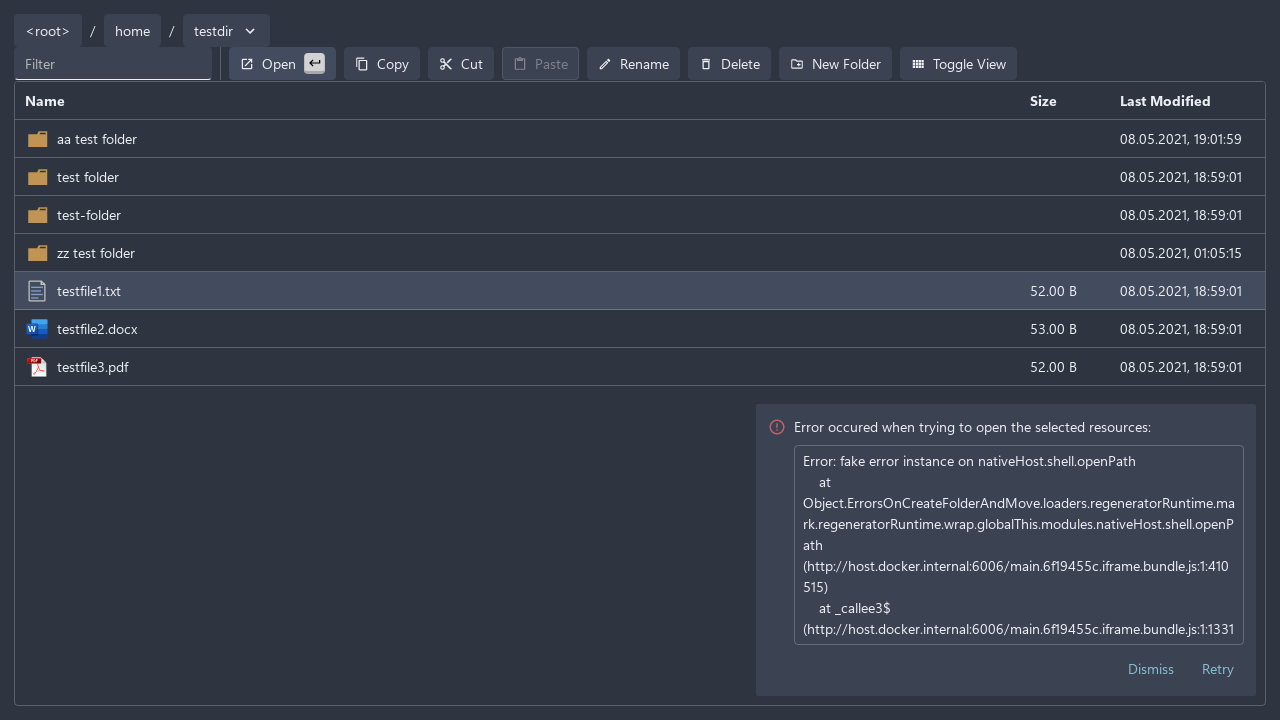 <root> / home / testdir
Filter Open Copy Cut Paste Rename Delete New Folder Toggle View
Name Size Last Modified
aa test folder 08.05.2021, 19:01:59
test folder 08.05.2021, 18:59:01
test-folder 08.05.2021, 18:59:01
zz test folder 08.05.2021, 01:05:15
testfile1.txt 52.00 B 08.05.2021, 18:59:01
W testfile2.docx 53.00 B 08.05.2021, 18:59:01
PDF testfile3.pdf 52.00 B 08.05.2021, 18:59:01
Error occured when trying to open the selected resources:
Error: fake error instance on nativeHost.shell.openPath
at
Object.ErrorsOnCreateFolderAndMove.loaders.regeneratorRuntime.ma
rk.regeneratorRuntime.wrap.globalThis.modules.nativeHost.shell.openP
ath
(http://host.docker.internal:6006/main.6f19455c.iframe.bundle.js:1:410
515)
at _callee3$
(http://host.docker.internal:6006/main.6f19455c.iframe.bundle.js:1:1331
Dismiss Retry